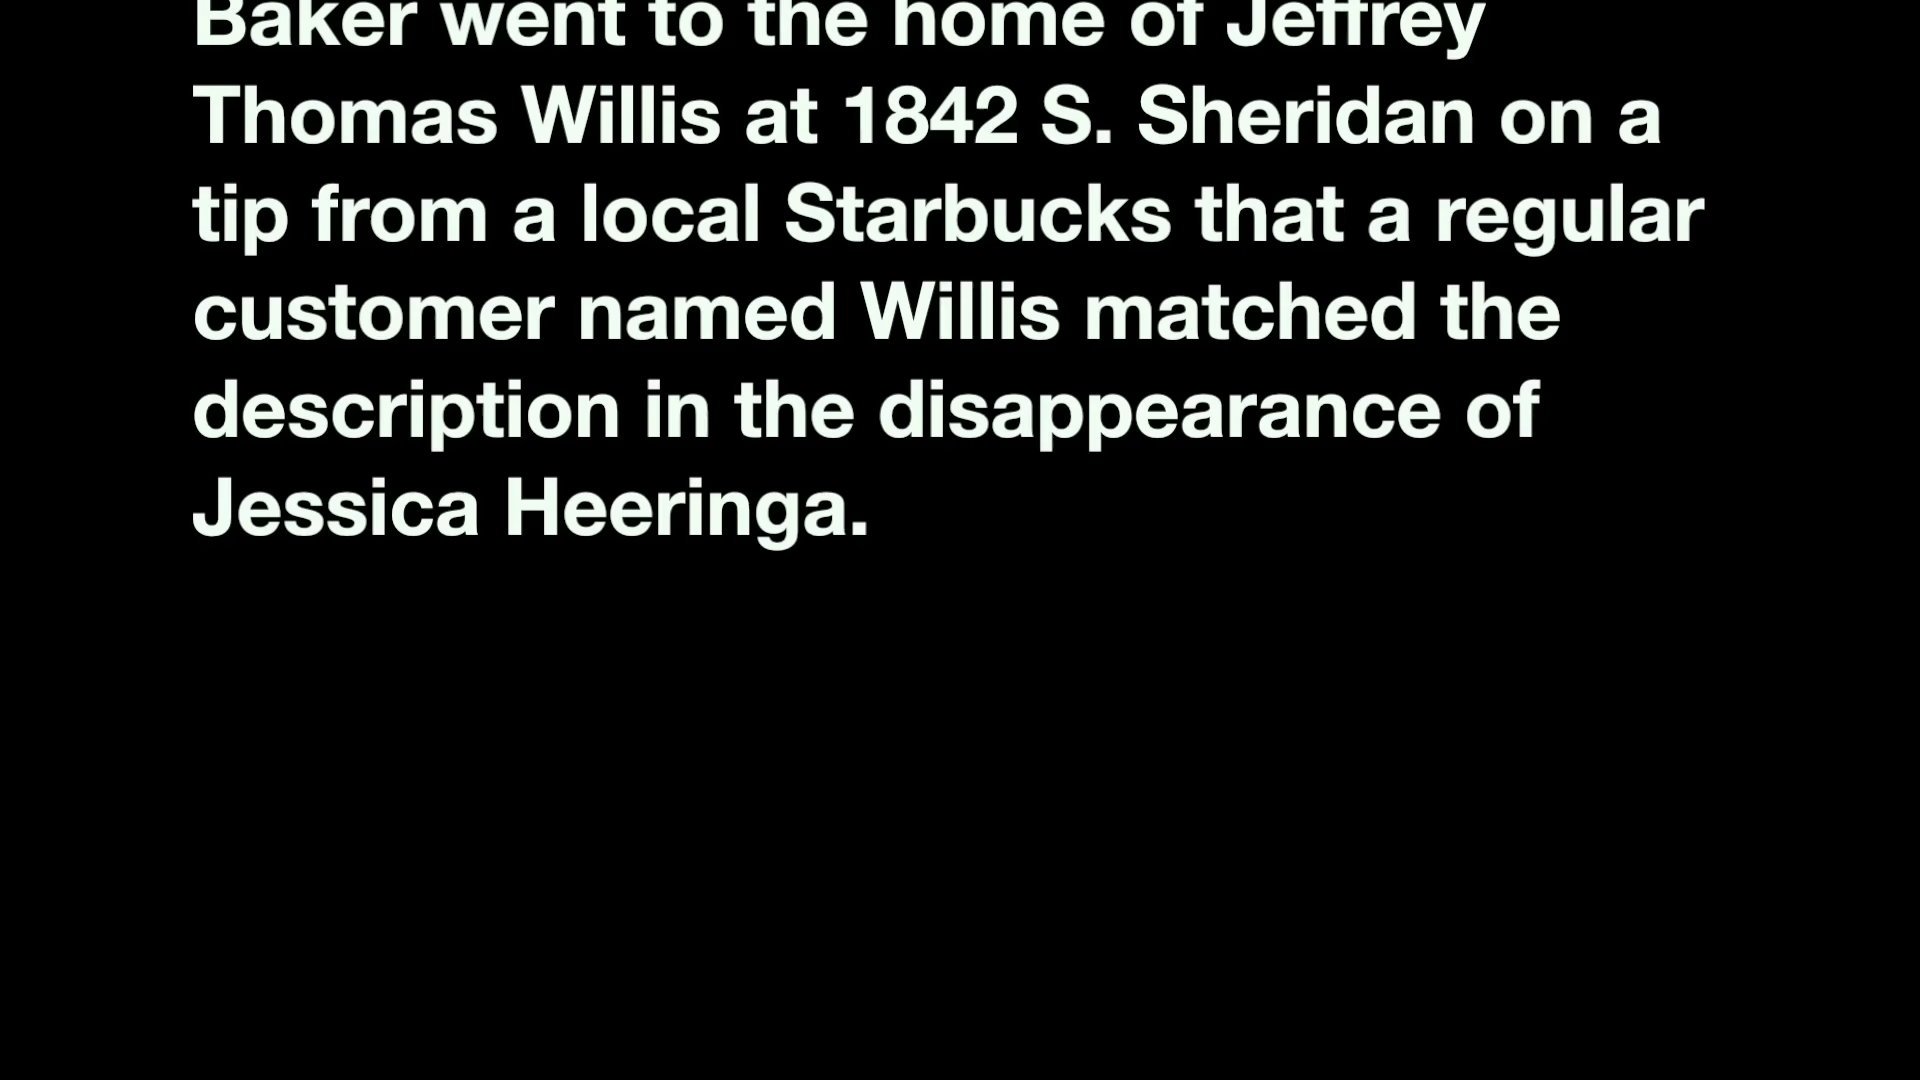 Baker went to the home of Jeffrey
Thomas Willis at 1842 S. Sheridan on a
tip from a local Starbucks that a regular
customer named Willis matched the
description in the disappearance of
Jessica Heeringa.